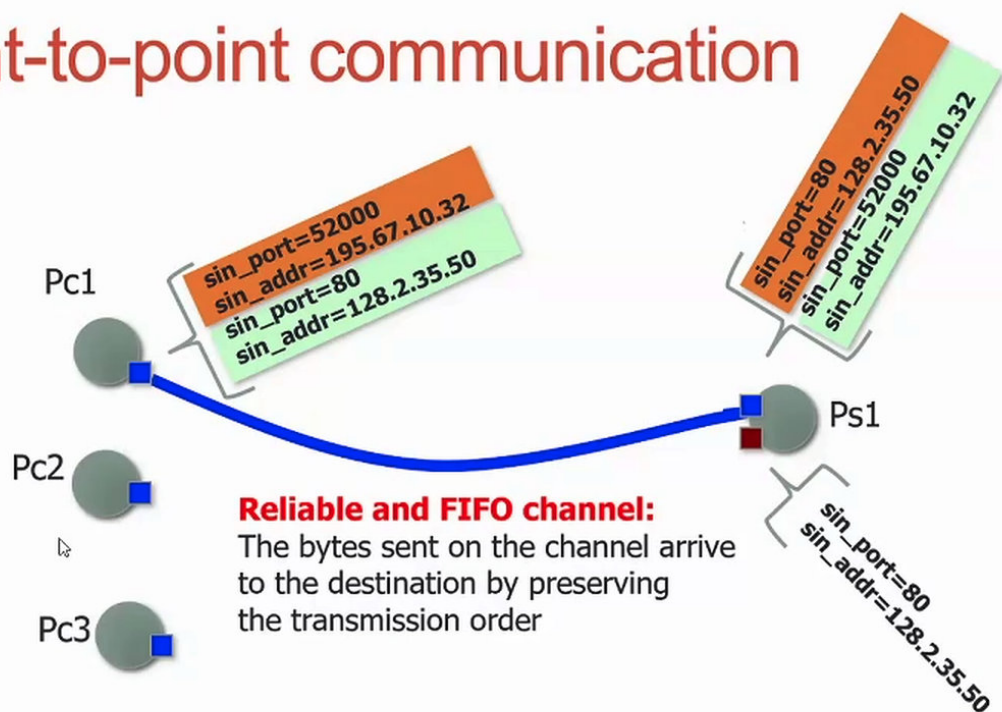 t-to-point communication
sin_port=52000
sin_addr=195.67.10.32
sin_port=80
sin_addr=128.2.35.50
sin_port=80
sin_addr=128.2.35.50
sin_port=52000
sin_addr=195.67.10.32
Pc1
Ps1
Pc2
Reliable and FIFO channel:
The bytes sent on the channel arrive
to the destination by preserving
the transmission order
sin_port=80
sin_addr=128.2.35.50
Pc3